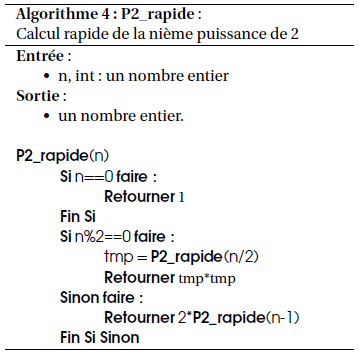 Algorithme 4 : P2_rapide :
Calcul rapide de la nième puissance de 2
Entrée :
• n, int : un nombre entier
Sortie :
• un nombre entier.
P2_rapide(n)
Si n==0 faire :
Retourner 1
Fin Si
Si n%2==0 faire :
tmp = P2_rapide(n/2)
Retourner tmp*tmp
Sinon faire :
Retourner 2*P2_rapide(n-1)
Fin Si Sinon